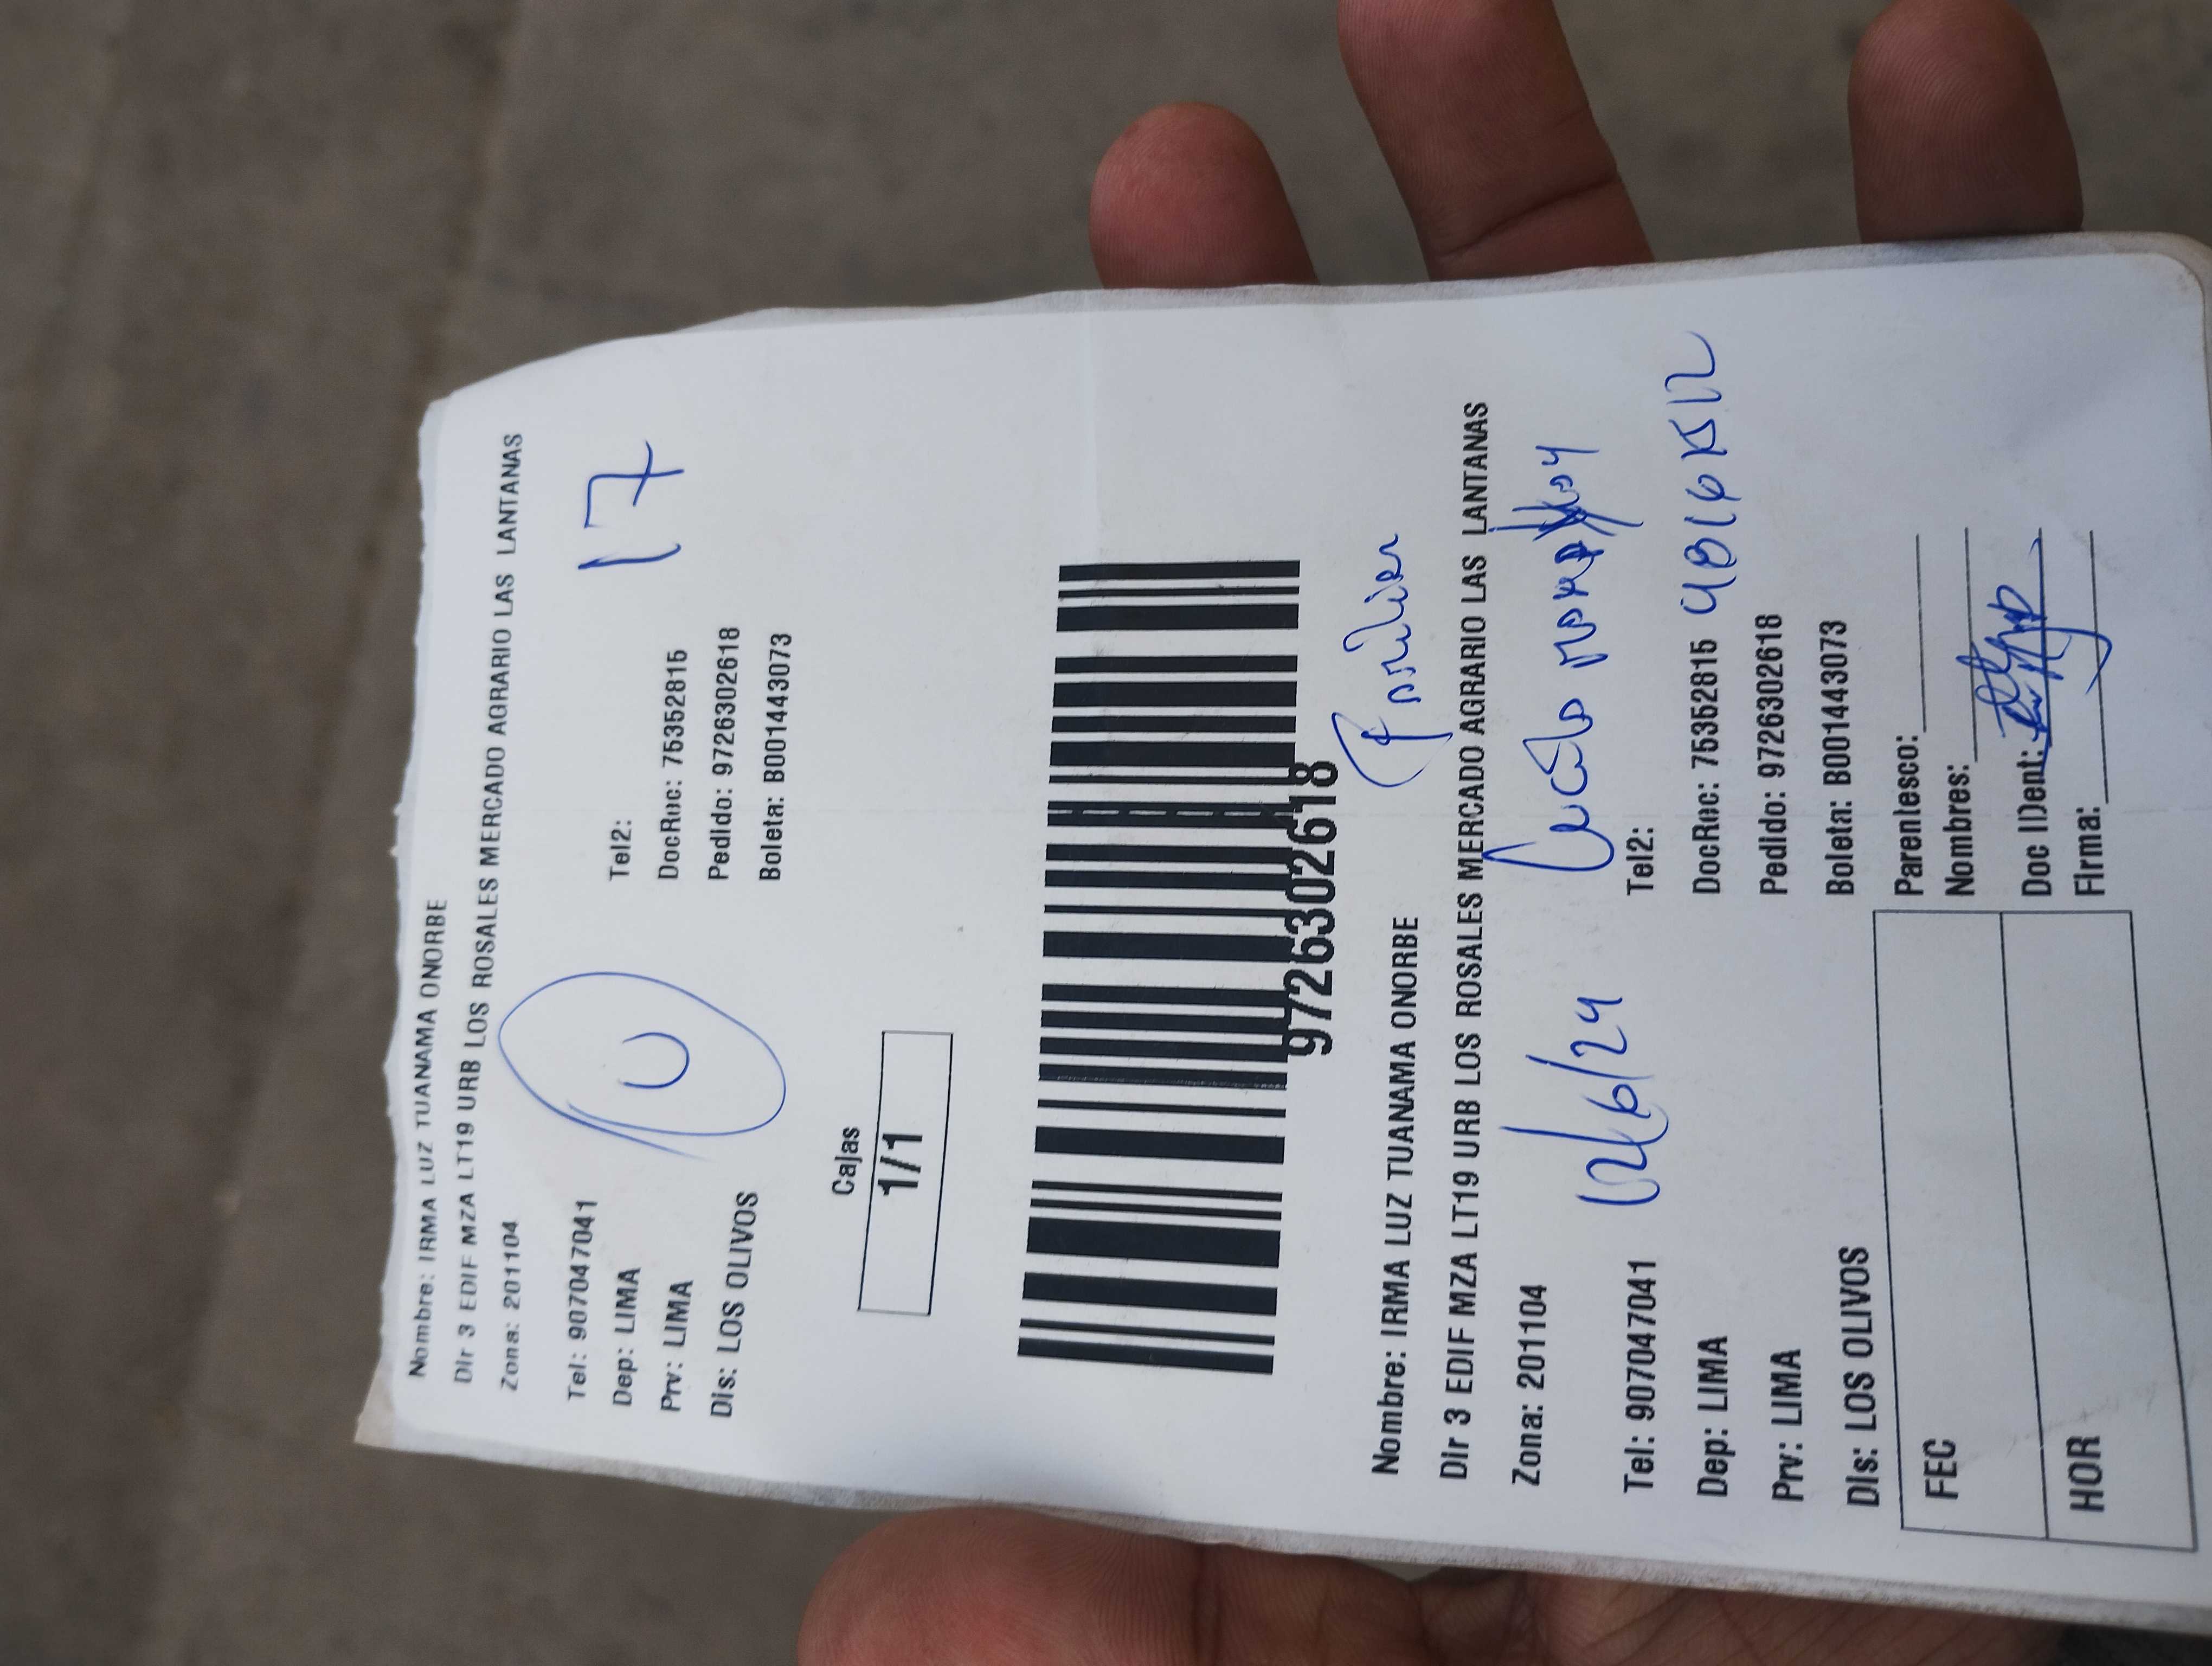 Nombre: IRMA LUZ TUANAMA ONORBE
Dir 3 EDIF MZA LT19 URB LOS ROSALES MERCADO AGRARIO LAS LANTANAS
Zona: 201104
17
Tel: 907047041 Tel2:
Dep: LIMA DocRuc: 75352815
Prv: LIMA Pedido: 9726302618
Dis: LOS OLIVOS Boleta: B001443073
Cajas
1/1
9726302618
Nombre: IRMA LUZ TUANAMA ONORBE
Dir 3 EDIF MZA LT19 URB LOS ROSALES MERCADO AGRARIO LAS LANTANAS
Zona: 201104
12/6/24
Tel: 907047041 Tel2:
Dep: LIMA DocRuc: 75352815
Prv: LIMA Pedido: 9726302618
Dis: LOS OLIVOS Boleta: B001443073
FEC
HOR
Parentesco:
Nombres:
Doc IDent:
Firma: